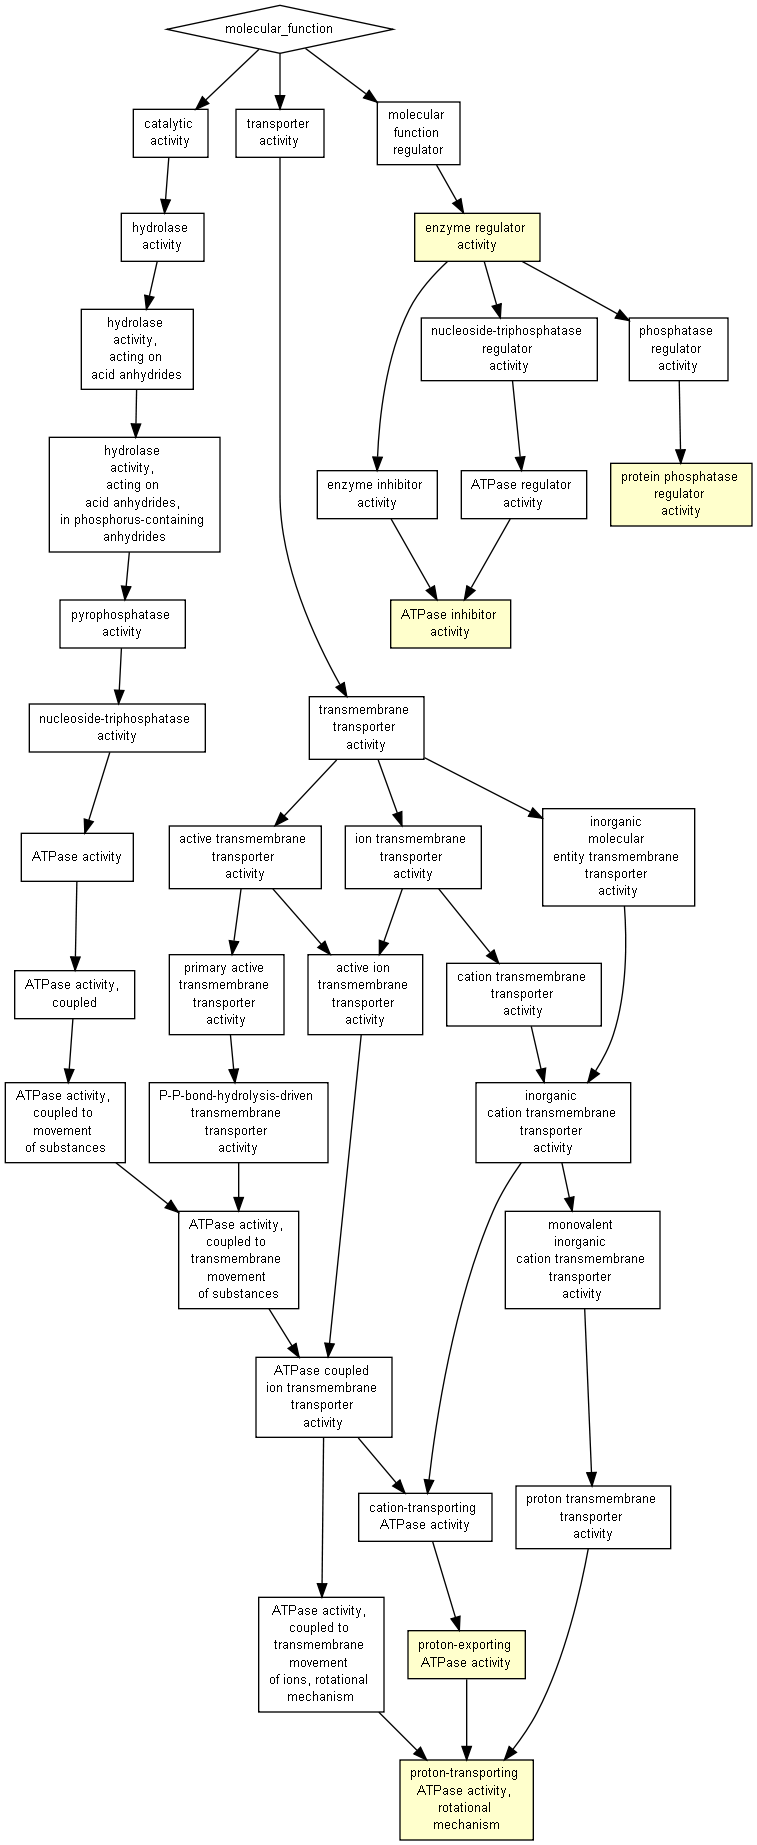 molecular_function
catalytic
activity
transporter
activity
molecular
function
regulator
hydrolase
activity
enzyme regulator
activity
hydrolase
activity,
acting on
acid anhydrides
nucleoside-triphosphatase
regulator
activity
phosphatase
regulator
activity
hydrolase
activity,
acting on
acid anhydrides,
in phosphorus-containing
anhydrides
enzyme inhibitor
activity
ATPase regulator
activity
protein phosphatase
regulator
activity
pyrophosphatase
activity
ATPase inhibitor
activity
nucleoside-triphosphatase
activity
transmembrane
transporter
activity
ATPase activity
active transmembrane
transporter
activity
ion transmembrane
transporter
activity
inorganic
molecular
entity transmembrane
transporter
activity
ATPase activity,
coupled
primary active
transmembrane
transporter
activity
active ion
transmembrane
transporter
activity
cation transmembrane
transporter
activity
ATPase activity,
coupled to
movement
of substances
P-P-bond-hydrolysis-driven
transmembrane
transporter
activity
inorganic
cation transmembrane
transporter
activity
ATPase activity,
coupled to
transmembrane
movement
of substances
monovalent
inorganic
cation transmembrane
transporter
activity
ATPase coupled
ion transmembrane
transporter
activity
cation-transporting
ATPase activity
proton transmembrane
transporter
activity
ATPase activity,
coupled to
transmembrane
movement
of ions, rotational
mechanism
proton-exporting
ATPase activity
proton-transporting
ATPase activity,
rotational
mechanism